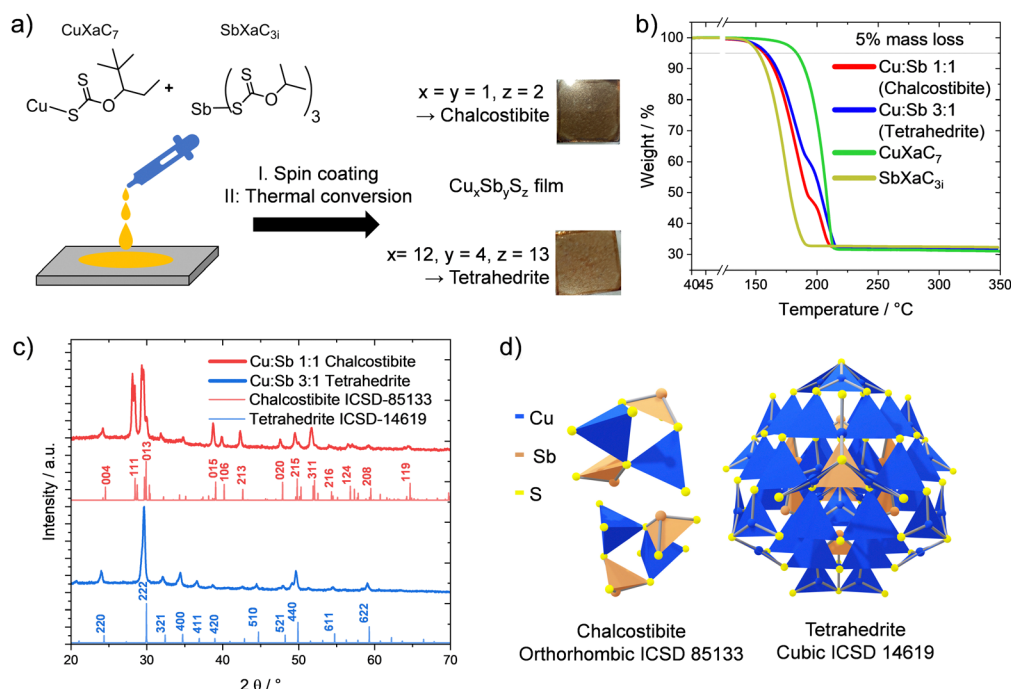 a)
CuXaC₇
SbXaC₃ᵢ
S
Cu
S
O
+
Sb
S
S
O
3
I. Spin coating
II: Thermal conversion
x = y = 1, z = 2
→ Chalcostibite
CuₓSbᵧS𝓏 film
x= 12, y = 4, z = 13
→ Tetrahedrite
b)
Weight / %
100
90
80
70
60
50
40
30
5% mass loss
Cu:Sb 1:1
(Chalcostibite)
Cu:Sb 3:1
(Tetrahedrite)
CuXaC₇
SbXaC₃ᵢ
4045
150
200
250
300
350
Temperature / °C
c)
Intensity / a.u.
Cu:Sb 1:1 Chalcostibite
Cu:Sb 3:1 Tetrahedrite
Chalcostibite ICSD-85133
Tetrahedrite ICSD-14619
004
111
013
015
106
213
020
215
311
216
124
208
119
220
222
321
400
411
420
510
521
440
611
622
20
30
40
50
60
70
2 θ / °
d)
Cu
Sb
S
Chalcostibite
Orthorhombic ICSD 85133
Tetrahedrite
Cubic ICSD 14619